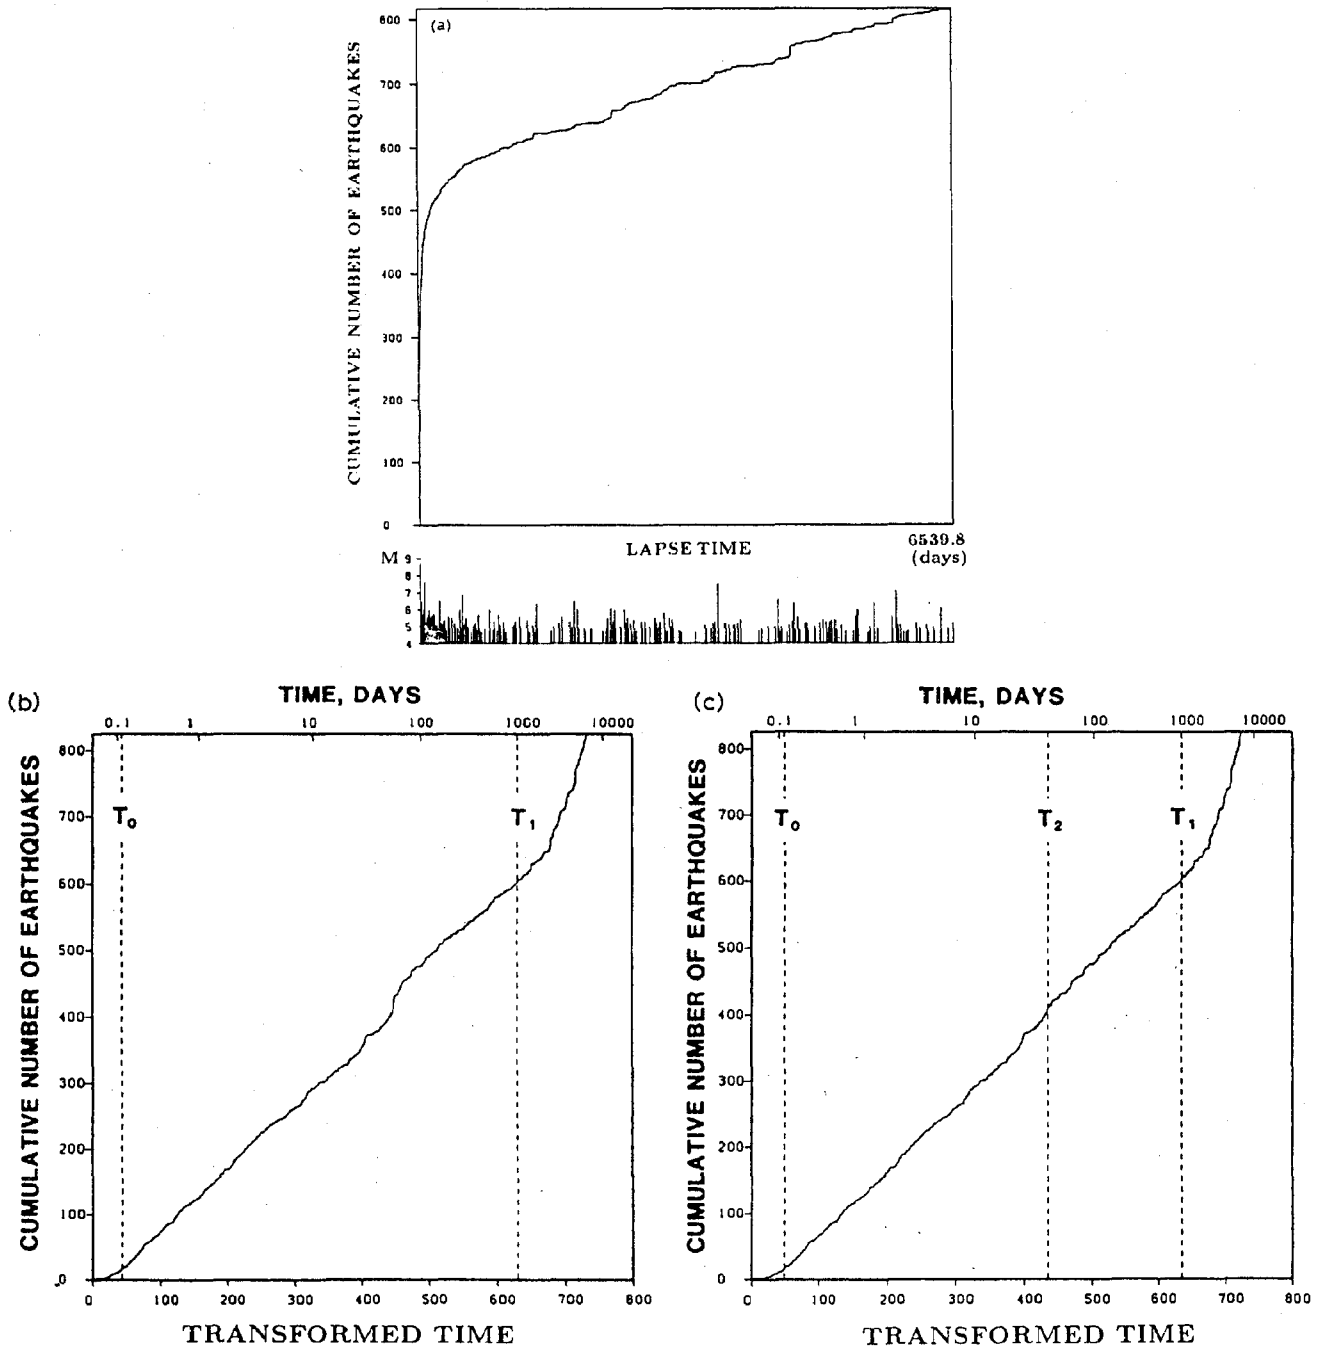 (a)
CUMULATIVE NUMBER OF EARTHQUAKES
800
700
600
500
400
300
200
100
0
LAPSE TIME
6539.8
(days)
M
9
8
7
6
5
4
(b)
TIME, DAYS
0.1 1 10 100 1000 10000
CUMULATIVE NUMBER OF EARTHQUAKES
800
700
600
500
400
300
200
100
0
T₀
T₁
0 100 200 300 400 500 600 700 800
TRANSFORMED TIME
(c)
TIME, DAYS
0.1 1 10 100 1000 10000
CUMULATIVE NUMBER OF EARTHQUAKES
800
700
600
500
400
300
200
100
0
T₀
T₂
T₁
0 100 200 300 400 500 600 700 800
TRANSFORMED TIME